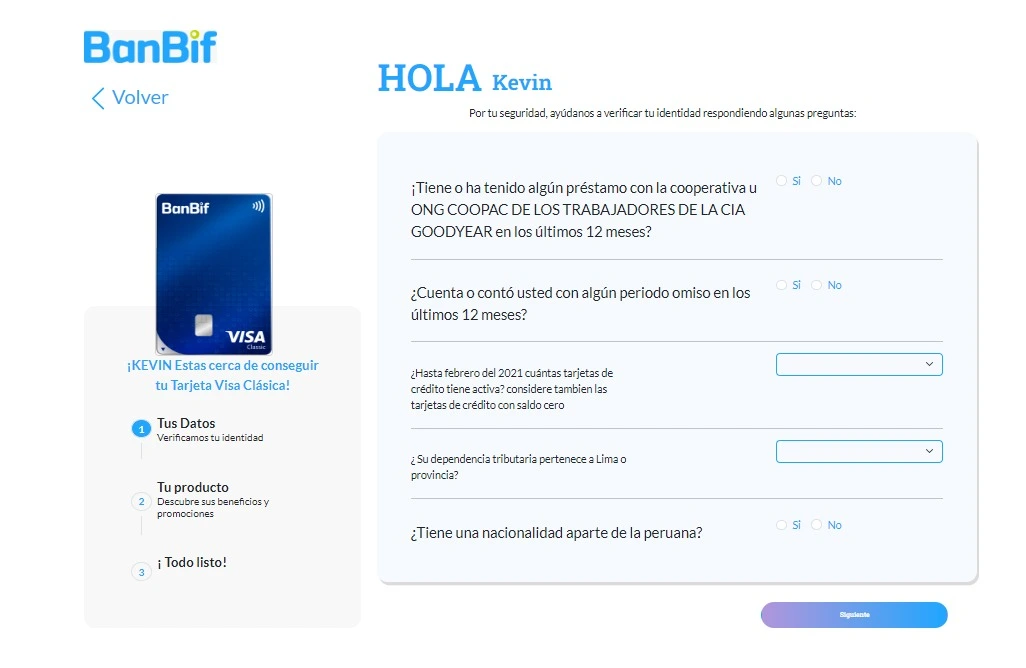 BanBif
Volver
HOLA Kevin
Por tu seguridad, ayúdanos a verificar tu identidad respondiendo algunas preguntas:
¡Tiene o ha tenido algún préstamo con la cooperativa u
ONG COOPAC DE LOS TRABAJADORES DE LA CIA
GOODYEAR en los últimos 12 meses?
Sí No
¿Cuenta o contó usted con algún periodo omiso en los
últimos 12 meses?
Sí No
¿Hasta febrero del 2021 cuántas tarjetas de
crédito tiene activa? considere tambien las
tarjetas de crédito con saldo cero
¿ Su dependencia tributaria pertenece a Lima o
provincia?
¿Tiene una nacionalidad aparte de la peruana?
Sí No
Siguiente
BanBif
VISA
Classic
¡KEVIN Estas cerca de conseguir
tu Tarjeta Visa Clásica!
1 Tus Datos
Verificamos tu identidad
2 Tu producto
Descubre sus beneficios y
promociones
3 ¡ Todo listo!